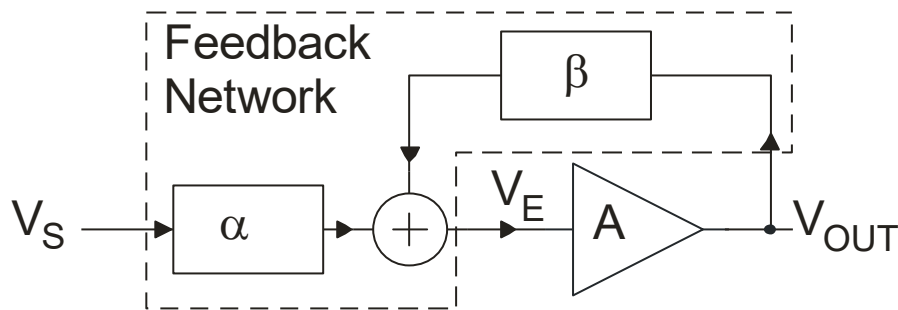 Feedback
Network
β
V_S
α
+
V_E
A
V_OUT